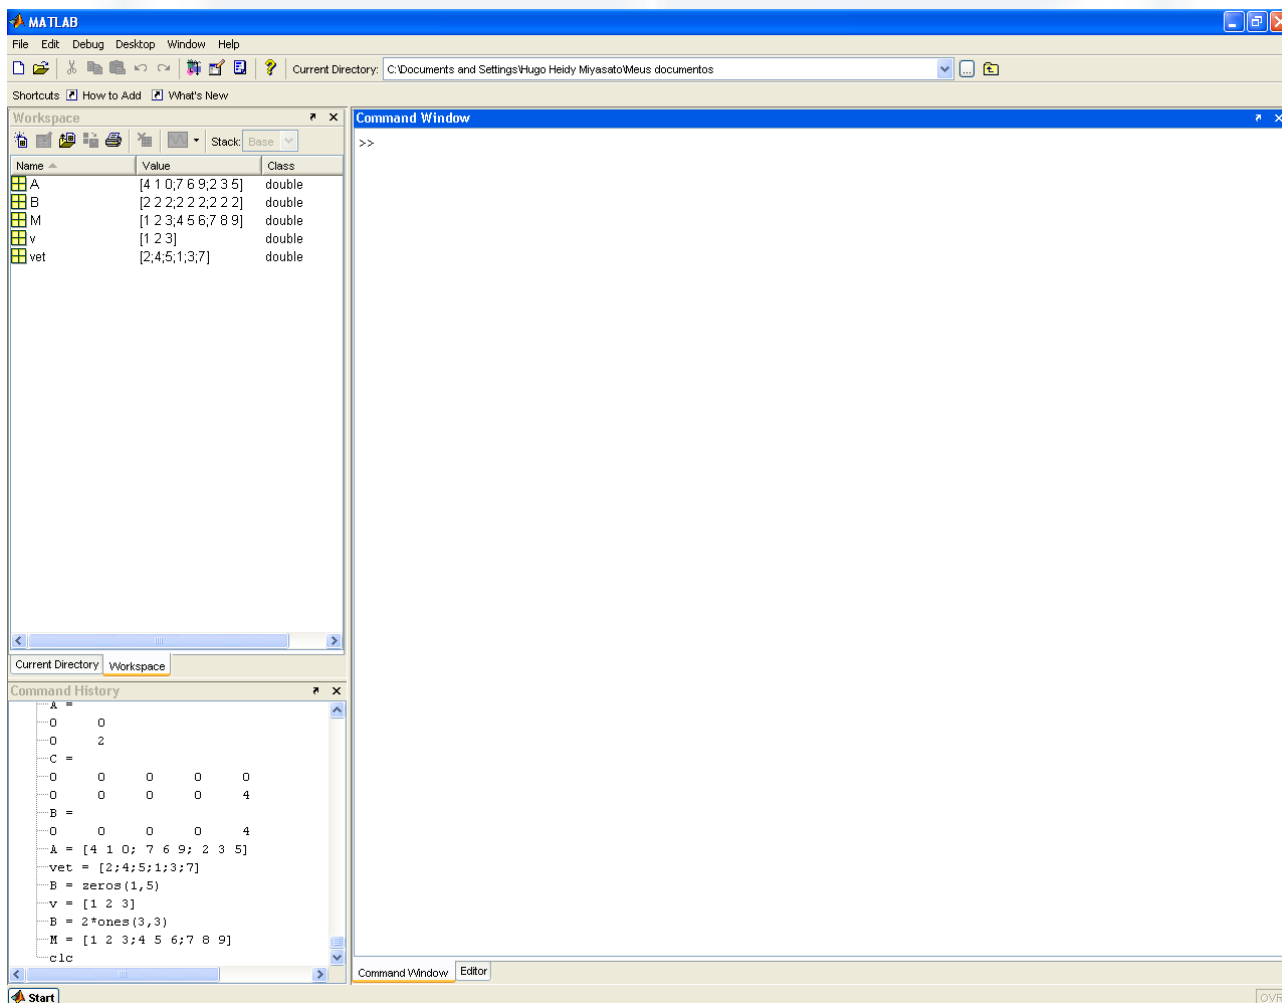 MATLAB
File Edit Debug Desktop Window Help
Current Directory: C:\Documents and Settings\Hugo Heidy Miyasato\Meus documentos
Shortcuts How to Add What's New
Workspace
Stack: Base
Name Value Class
A [4 1 0;7 6 9;2 3 5] double
B [2 2 2;2 2 2;2 2 2] double
M [1 2 3;4 5 6;7 8 9] double
v [1 2 3] double
vet [2;4;5;1;3;7] double
Current Directory Workspace
Command History
A =
0 0
0 2
C =
0 0 0 0 0
0 0 0 0 4
B =
0 0 0 0 4
A = [4 1 0; 7 6 9; 2 3 5]
vet = [2;4;5;1;3;7]
B = zeros(1,5)
v = [1 2 3]
B = 2*ones(3,3)
M = [1 2 3;4 5 6;7 8 9]
clc
Command Window
>>
Command Window Editor
Start
OVR